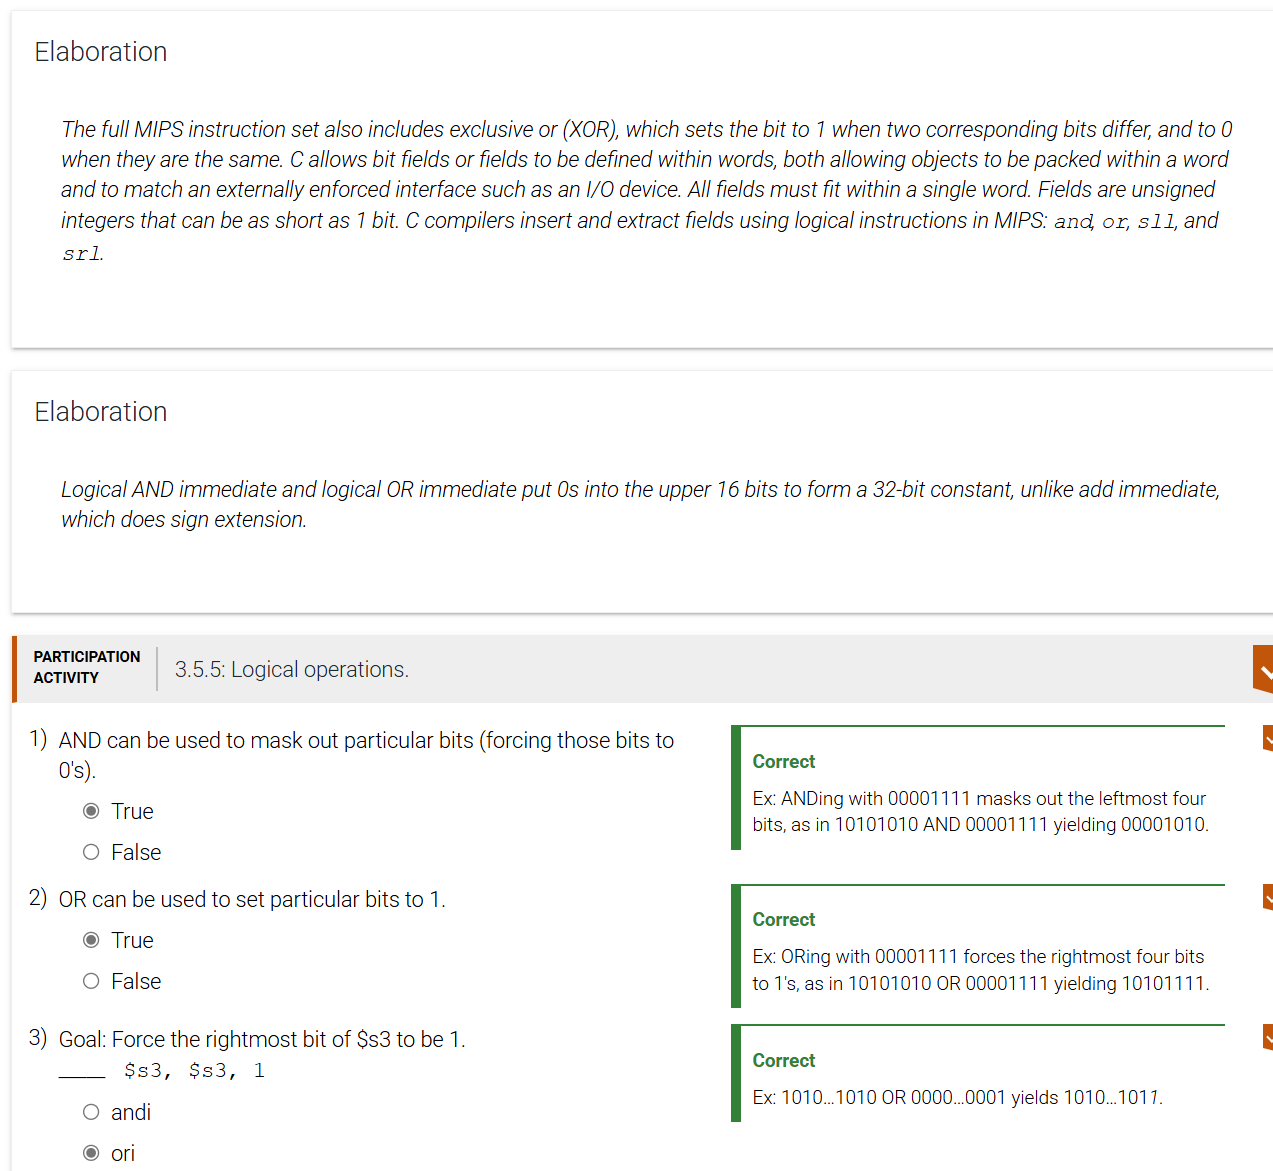 Elaboration
The full MIPS instruction set also includes exclusive or (XOR), which sets the bit to 1 when two corresponding bits differ, and to 0
when they are the same. C allows bit fields or fields to be defined within words, both allowing objects to be packed within a word
and to match an externally enforced interface such as an I/O device. All fields must fit within a single word. Fields are unsigned
integers that can be as short as 1 bit. C compilers insert and extract fields using logical instructions in MIPS: and, or, sll, and
srl.
Elaboration
Logical AND immediate and logical OR immediate put 0s into the upper 16 bits to form a 32-bit constant, unlike add immediate,
which does sign extension.
PARTICIPATION
ACTIVITY
3.5.5: Logical operations.
1) AND can be used to mask out particular bits (forcing those bits to
0's).
True
False
Correct
Ex: ANDing with 00001111 masks out the leftmost four
bits, as in 10101010 AND 00001111 yielding 00001010.
2) OR can be used to set particular bits to 1.
True
False
Correct
Ex: ORing with 00001111 forces the rightmost four bits
to 1's, as in 10101010 OR 00001111 yielding 10101111.
3) Goal: Force the rightmost bit of $s3 to be 1.
____ $s3, $s3, 1
andi
ori
Correct
Ex: 1010...1010 OR 0000...0001 yields 1010...1011.